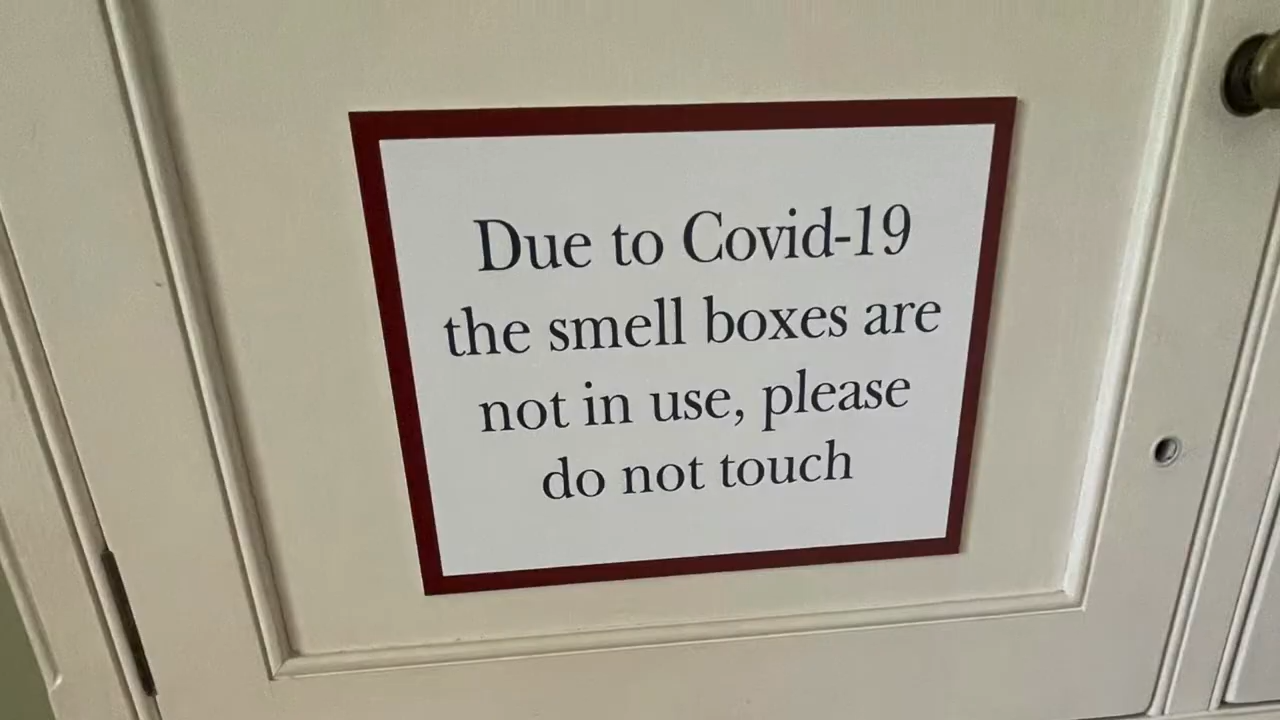 Due to Covid-19
the smell boxes are
not in use, please
do not touch